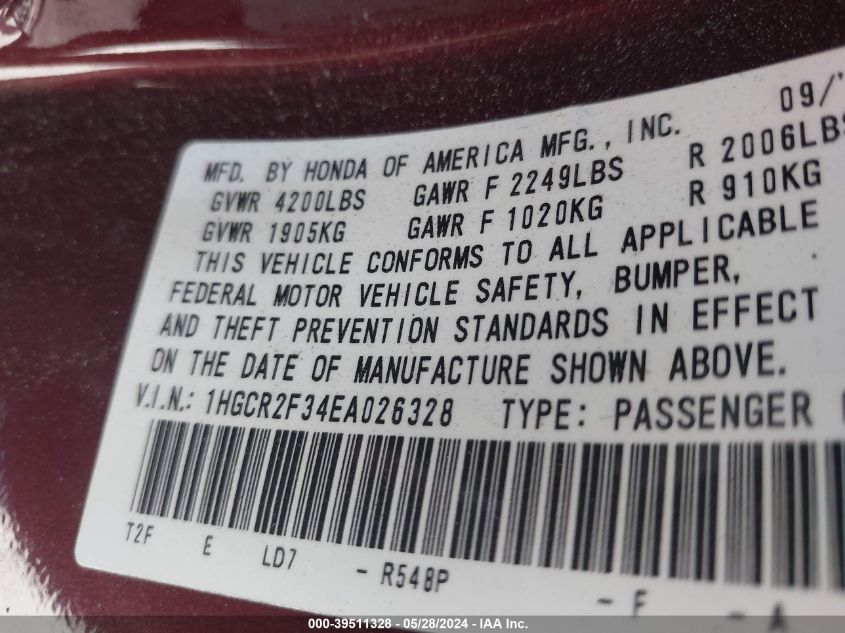 09/
MFD. BY HONDA OF AMERICA MFG., INC.
GVWR 4200LBS GAWR F 2249LBS R 2006LBS
GVWR 1905KG GAWR F 1020KG R 910KG
THIS VEHICLE CONFORMS TO ALL APPLICABLE
FEDERAL MOTOR VEHICLE SAFETY, BUMPER,
AND THEFT PREVENTION STANDARDS IN EFFECT
ON THE DATE OF MANUFACTURE SHOWN ABOVE.
V.I.N.: 1HGCR2F34EA026328 TYPE: PASSENGER
T2F E LD7 - R548P - F - A
000-39511328 - 05/28/2024 - IAA Inc.